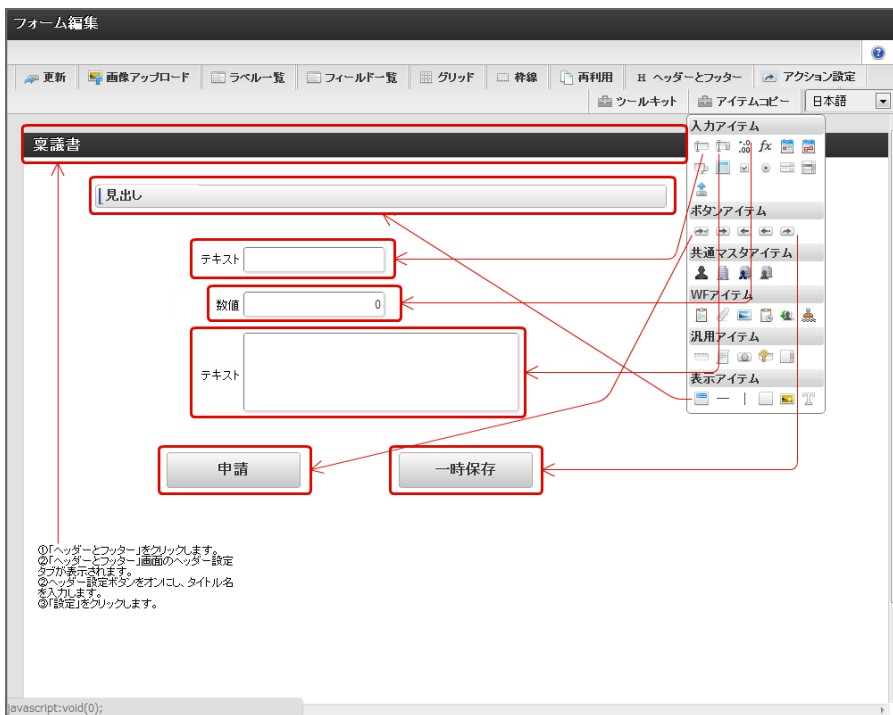 フォーム編集
更新 画像アップロード ラベル一覧 フィールド一覧 グリッド 枠線 再利用 H ヘッダーとフッター アクション設定
ツールキット アイテムコピー 日本語
入力アイテム
稟議書
.00 fx
見出し
ボタンアイテム
共通マスタアイテム
テキスト
WFアイテム
数値 0
汎用アイテム
テキスト
表示アイテム
T
申請 一時保存
①「ヘッダーとフッター」をクリックします。
②「ヘッダーとフッター」画面のヘッダー設定
タブが表示されます。
②ヘッダー設定ボタンをオンにし、タイトル名
を入力します。
③「設定」をクリックします。
javascript:void(0);